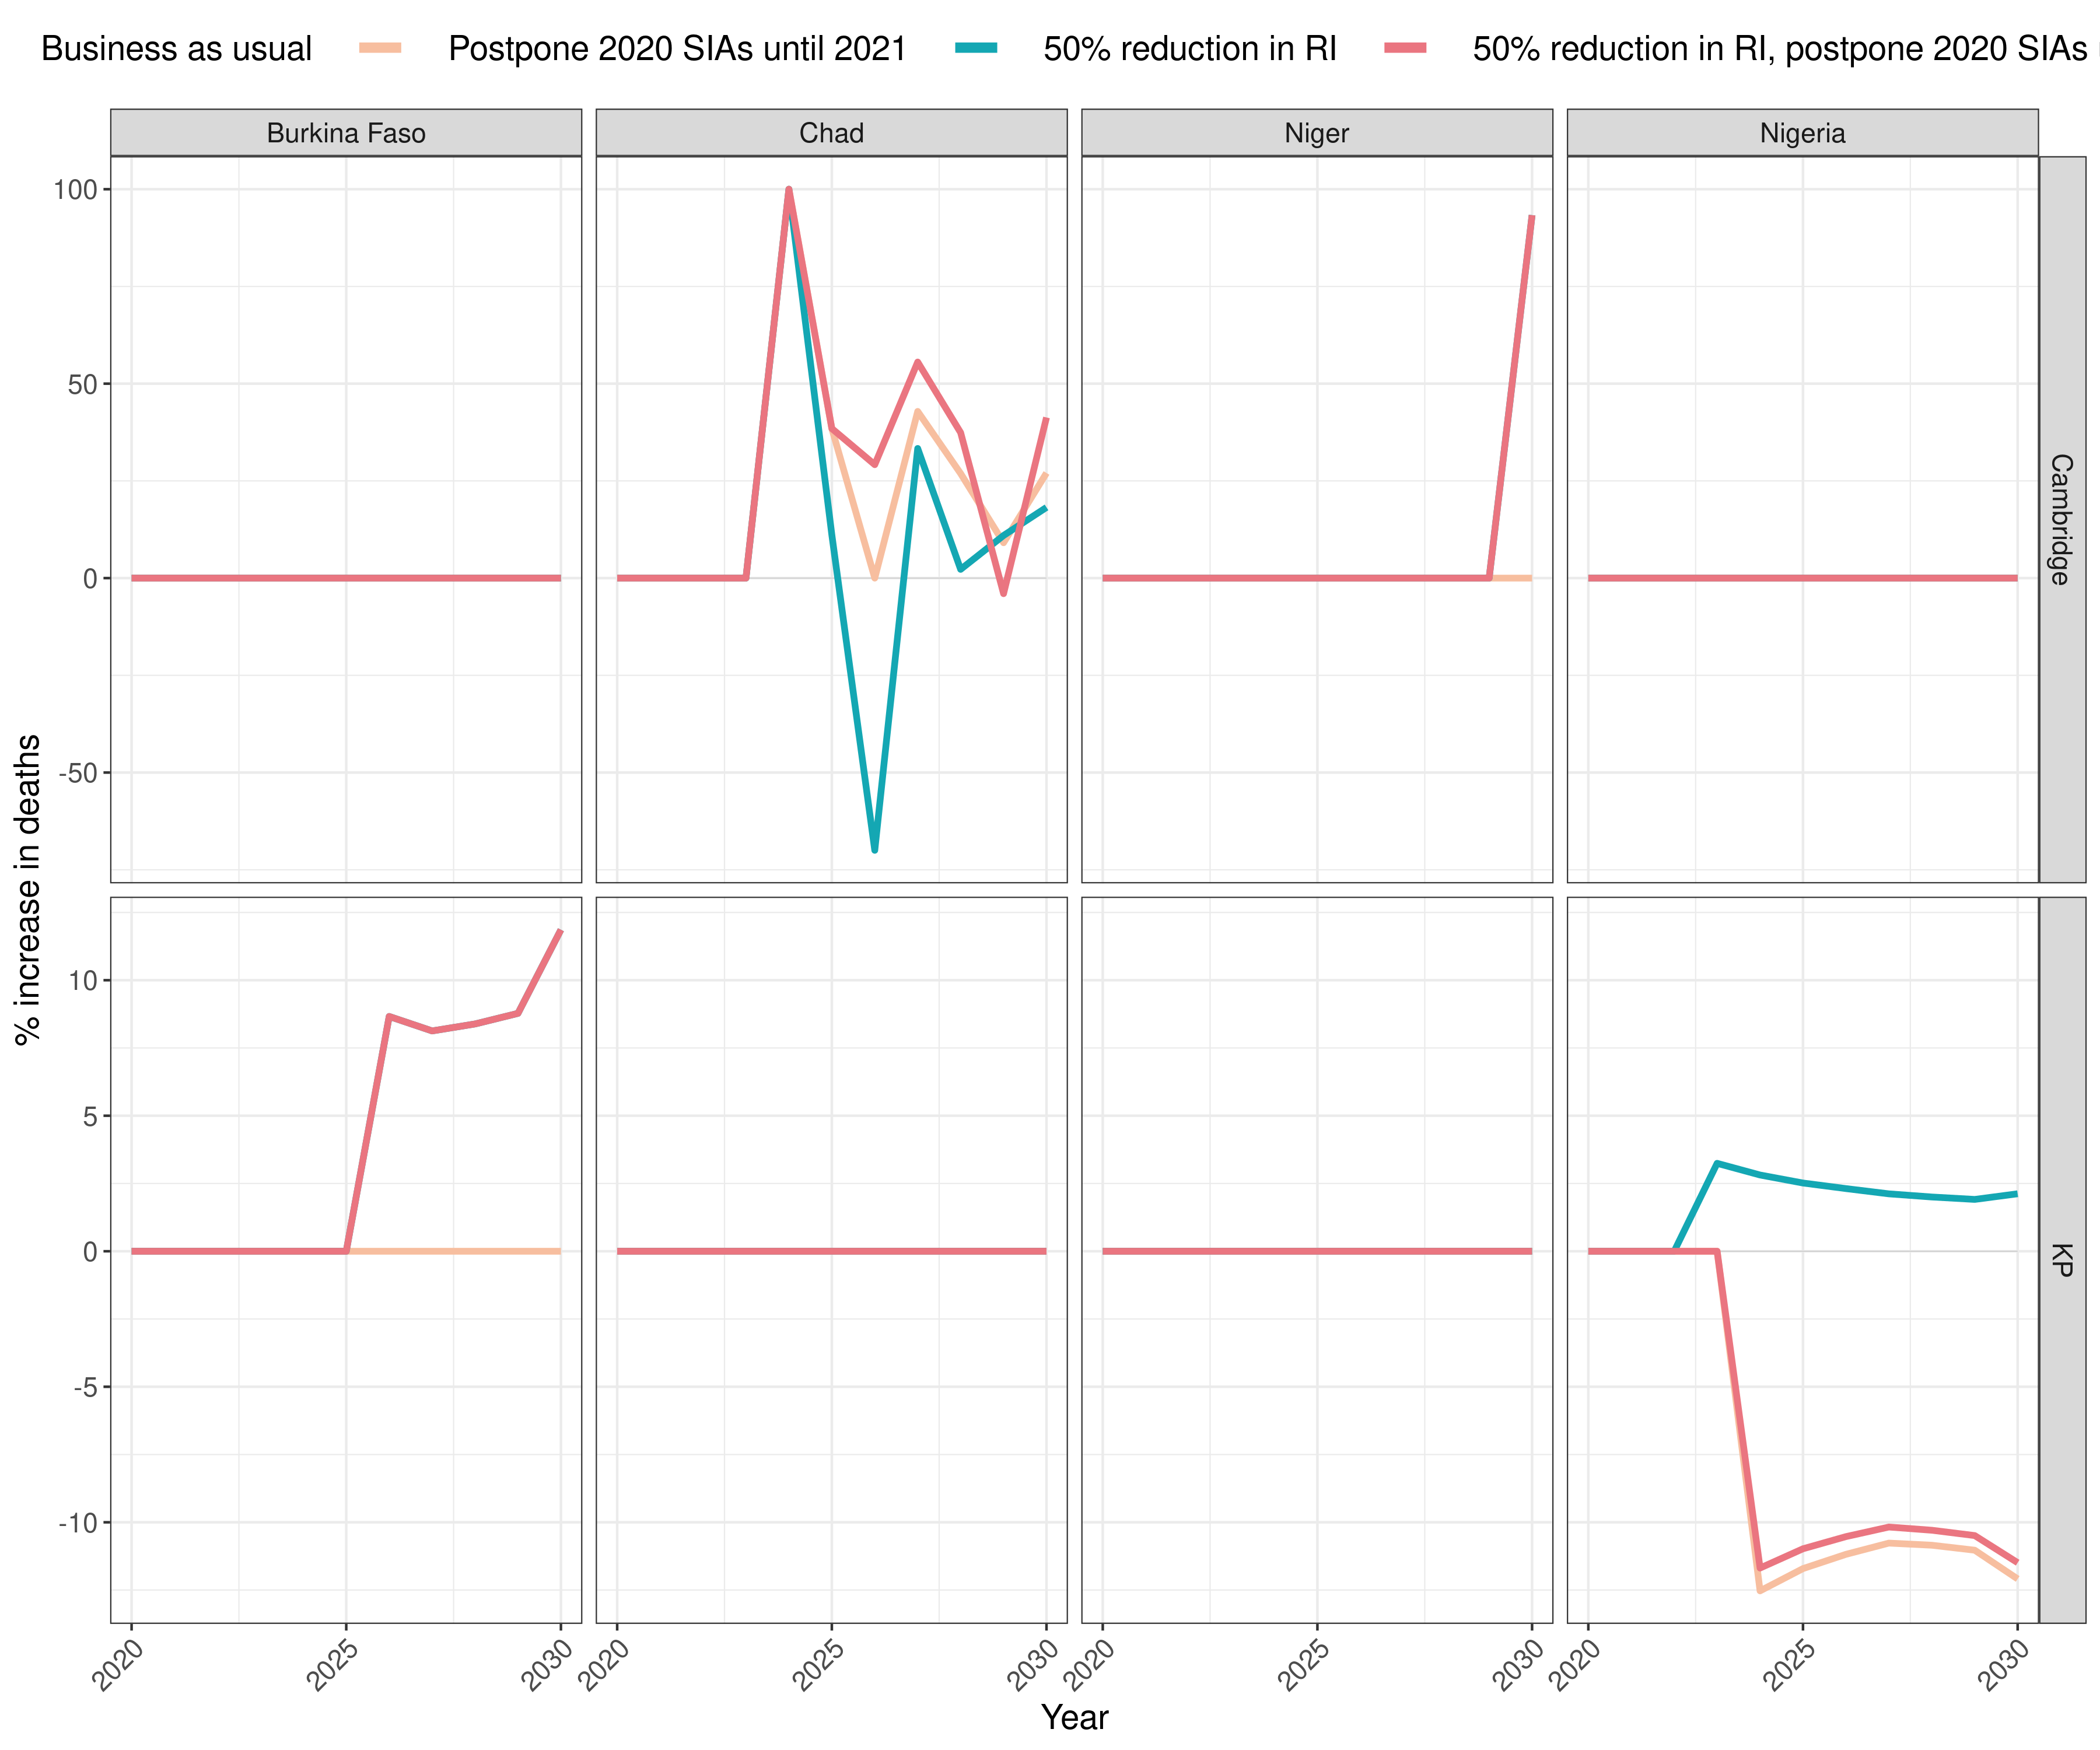 Business as usual Postpone 2020 SIAs until 2021 50% reduction in RI 50% reduction in RI, postpone 2020 SIAs
Burkina Faso Chad Niger Nigeria
100
50
0
-50
Cambridge
% increase in deaths
10
5
0
-5
-10
KP
2020 2025 2030 2020 2025 2030 2020 2025 2030 2020 2025 2030
Year